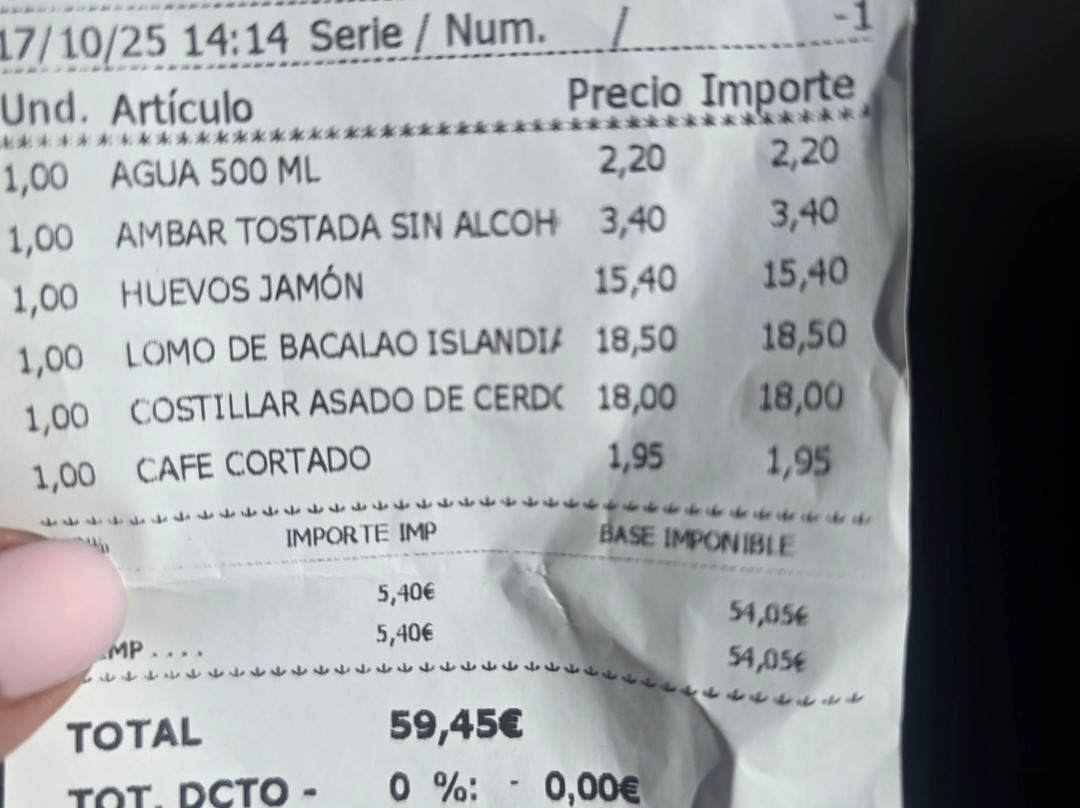 17/10/25 14:14 Serie / Num. / -1
Und. Artículo Precio Importe
1,00 AGUA 500 ML 2,20 2,20
1,00 AMBAR TOSTADA SIN ALCOH 3,40 3,40
1,00 HUEVOS JAMÓN 15,40 15,40
1,00 LOMO DE BACALAO ISLANDIA 18,50 18,50
1,00 COSTILLAR ASADO DE CERDO 18,00 18,00
1,00 CAFE CORTADO 1,95 1,95
IMPORTE IMP BASE IMPONIBLE
5,40€ 54,05€
IMP .... 5,40€ 54,05€
TOTAL 59,45€
TOT. DCTO - 0 %: - 0,00€